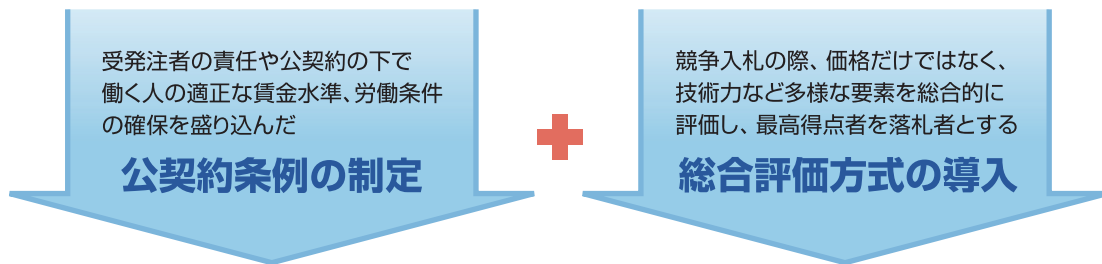 受発注者の責任や公契約の下で
働く人の適正な賃金水準、労働条件
の確保を盛り込んだ
公契約条例の制定
競争入札の際、価格だけではなく、
技術力など多様な要素を総合的に
評価し、最高得点者を落札者とする
総合評価方式の導入